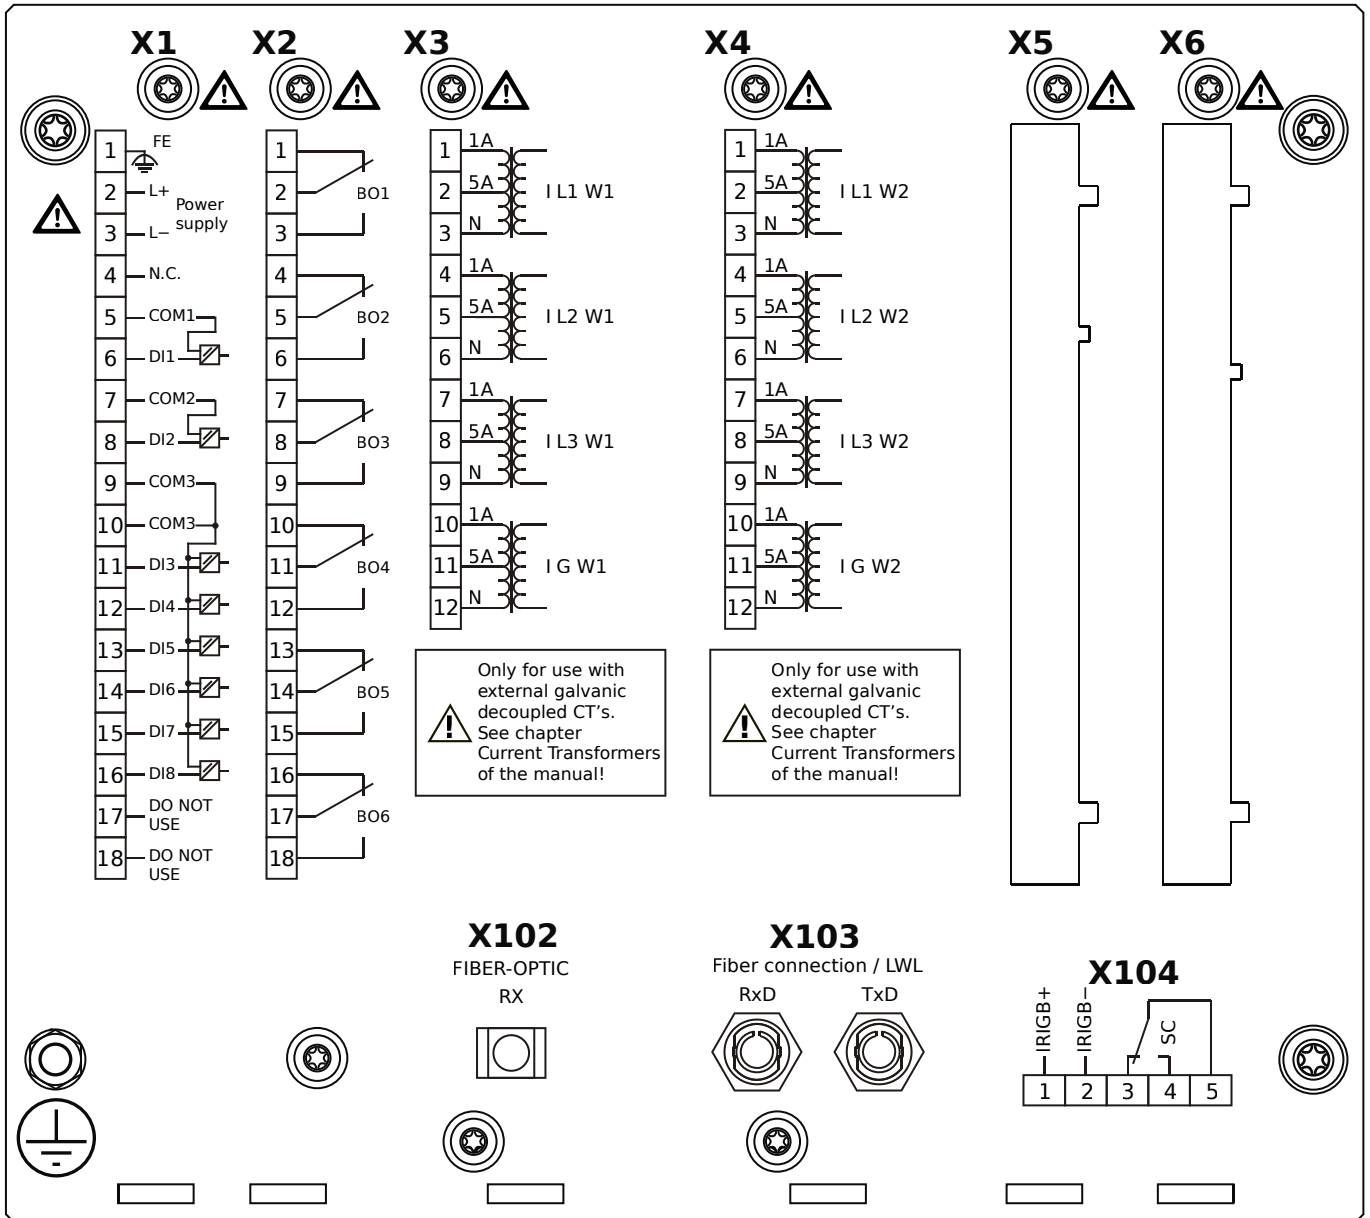 X1 X2 X3 X4 X5 X6
1 FE
2 L+
Power
supply
3 L−
4 N.C.
5 COM1
6 DI1
7 COM2
8 DI2
9 COM3
10 COM3
11 DI3
12 DI4
13 DI5
14 DI6
15 DI7
16 DI8
17 DO NOT
USE
18 DO NOT
USE
1
2 BO1
3
4
5 BO2
6
7
8 BO3
9
10
11 BO4
12
13
14 BO5
15
16
17 BO6
18
1 1A
2 5A I L1 W1
3 N
4 1A
5 5A I L2 W1
6 N
7 1A
8 5A I L3 W1
9 N
10 1A
11 5A I G W1
12 N
Only for use with
external galvanic
decoupled CT's.
See chapter
Current Transformers
of the manual!
1 1A
2 5A I L1 W2
3 N
4 1A
5 5A I L2 W2
6 N
7 1A
8 5A I L3 W2
9 N
10 1A
11 5A I G W2
12 N
Only for use with
external galvanic
decoupled CT's.
See chapter
Current Transformers
of the manual!
X102
FIBER-OPTIC
RX
X103
Fiber connection / LWL
RxD TxD
X104
IRIGB+
IRIGB−
SC
1 2 3 4 5